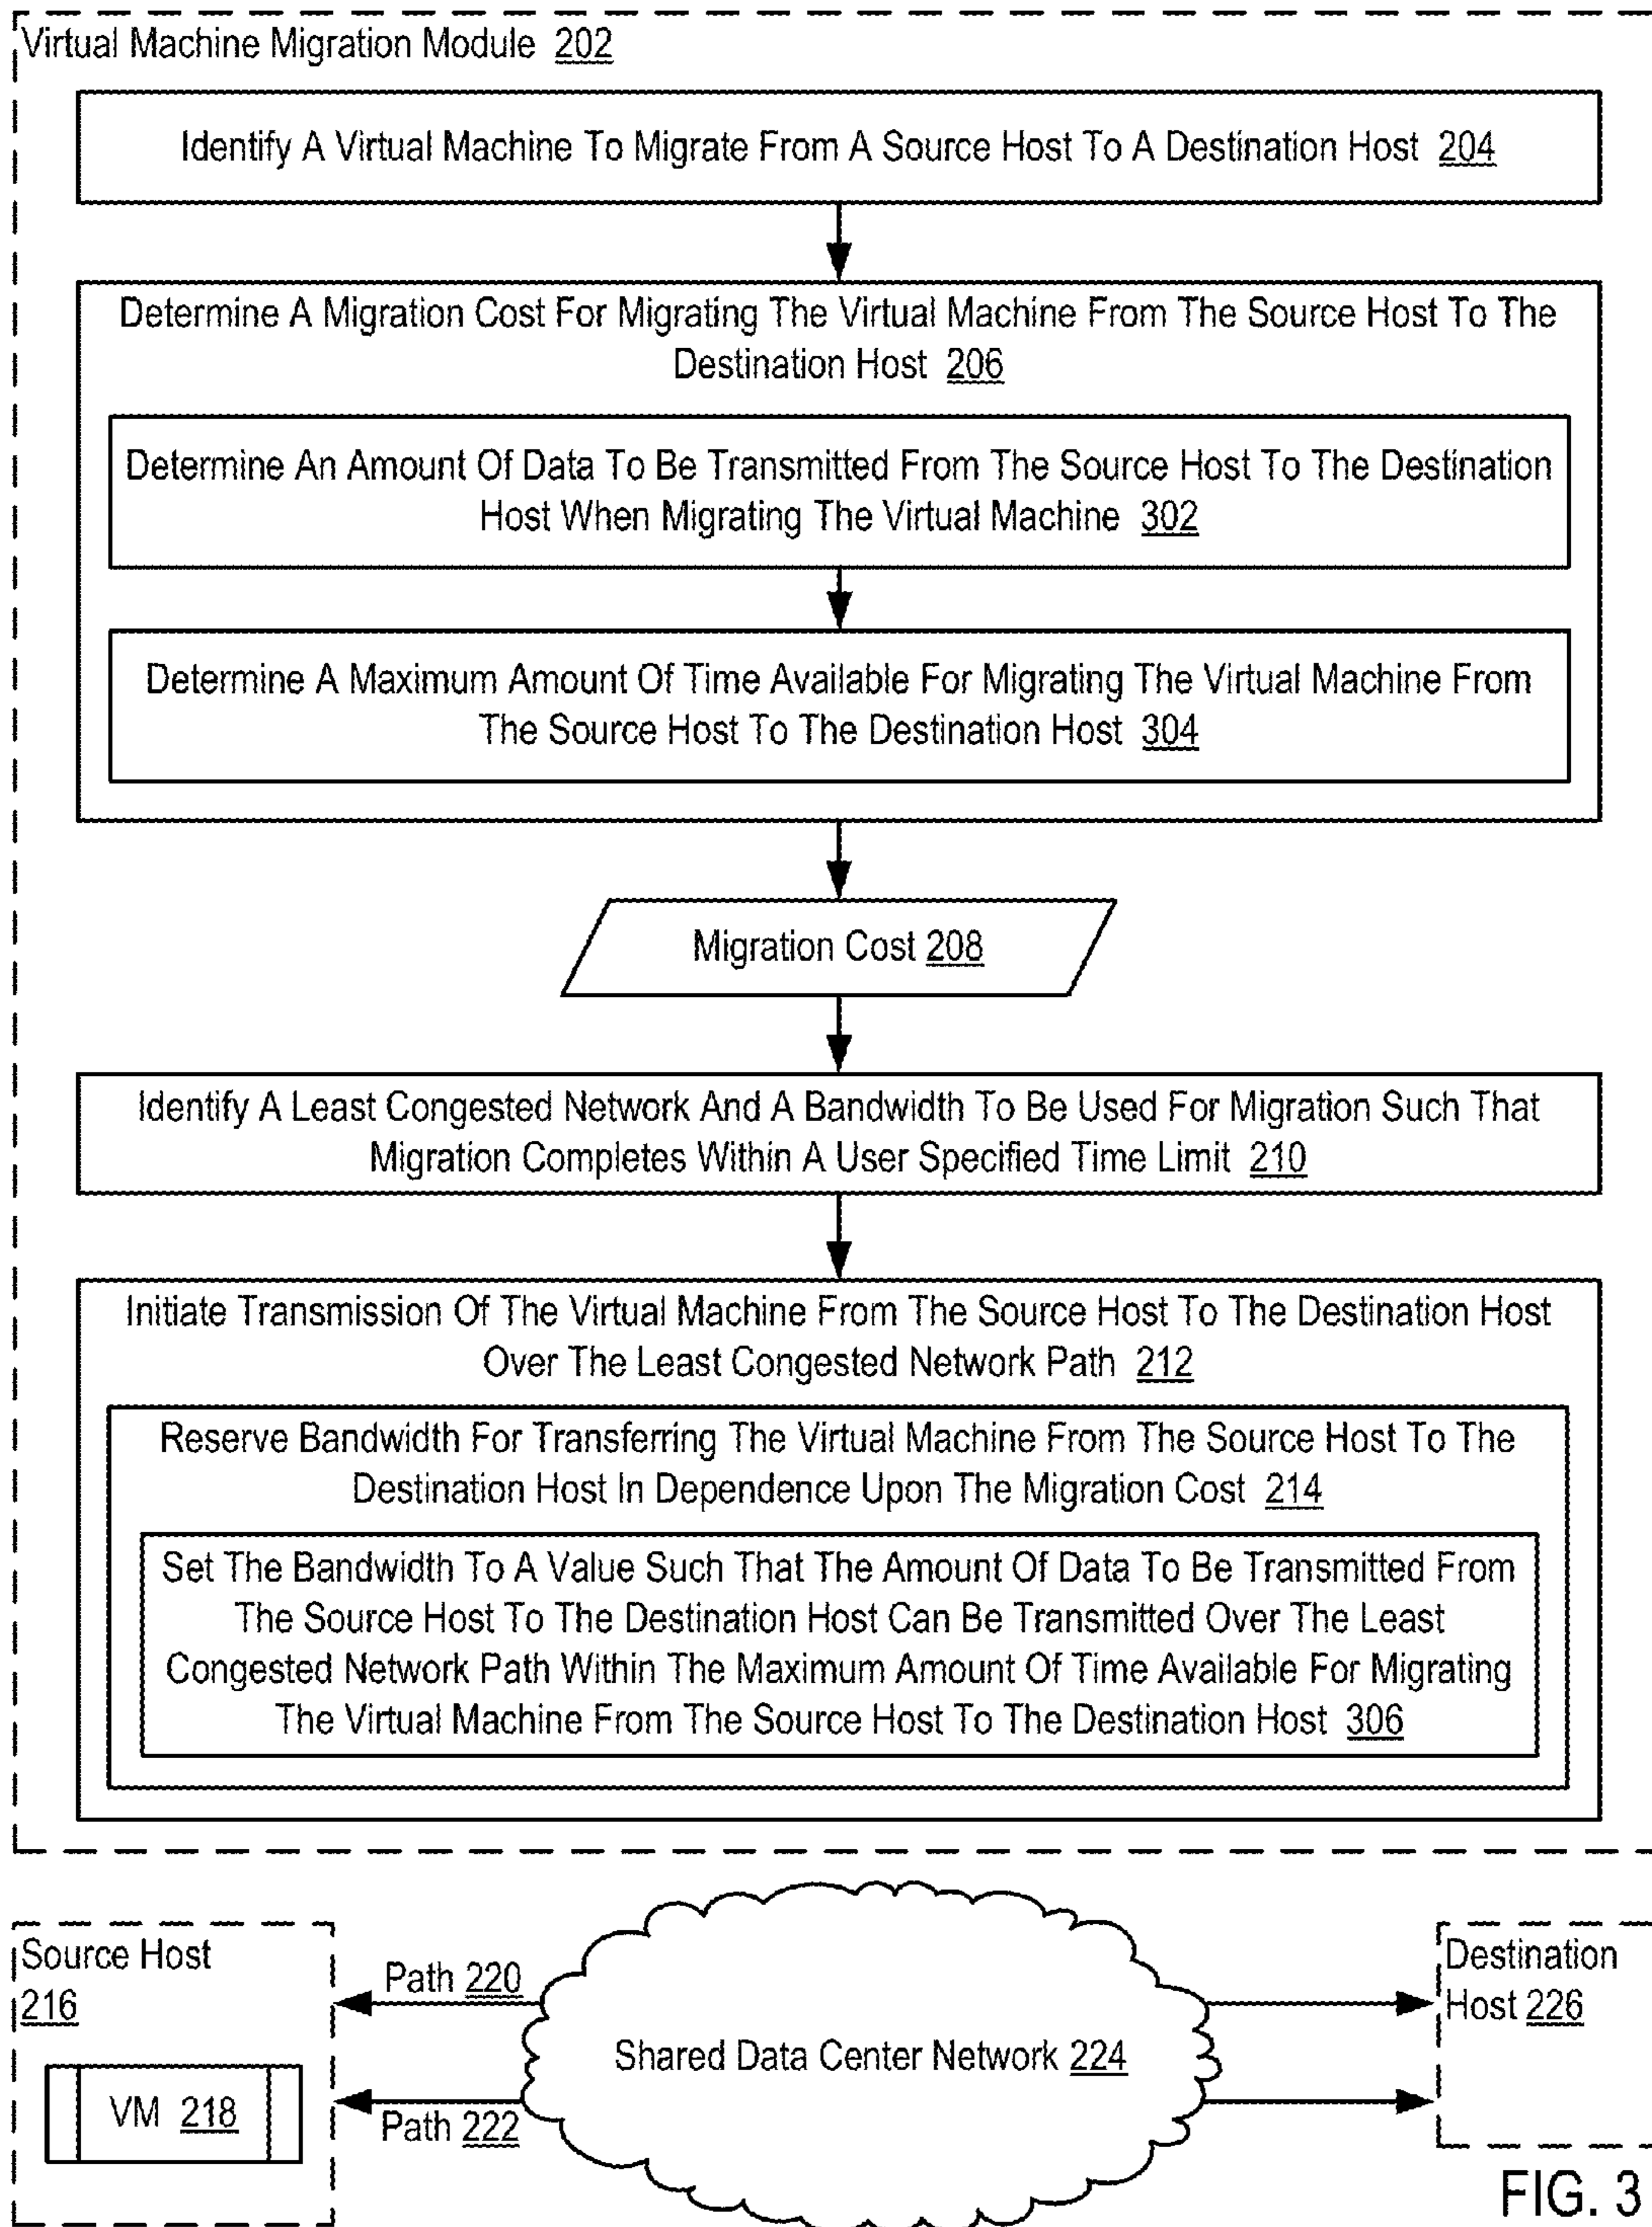 Virtual Machine Migration Module 202
Identify A Virtual Machine To Migrate From A Source Host To A Destination Host 204
Determine A Migration Cost For Migrating The Virtual Machine From The Source Host To The
Destination Host 206
Determine An Amount Of Data To Be Transmitted From The Source Host To The Destination
Host When Migrating The Virtual Machine 302
Determine A Maximum Amount Of Time Available For Migrating The Virtual Machine From
The Source Host To The Destination Host 304
Migration Cost 208
Identify A Least Congested Network And A Bandwidth To Be Used For Migration Such That
Migration Completes Within A User Specified Time Limit 210
Initiate Transmission Of The Virtual Machine From The Source Host To The Destination Host
Over The Least Congested Network Path 212
Reserve Bandwidth For Transferring The Virtual Machine From The Source Host To The
Destination Host In Dependence Upon The Migration Cost 214
Set The Bandwidth To A Value Such That The Amount Of Data To Be Transmitted From
The Source Host To The Destination Host Can Be Transmitted Over The Least
Congested Network Path Within The Maximum Amount Of Time Available For Migrating
The Virtual Machine From The Source Host To The Destination Host 306
Source Host
216
VM 218
Path 220
Path 222
Shared Data Center Network 224
Destination
Host 226
FIG. 3